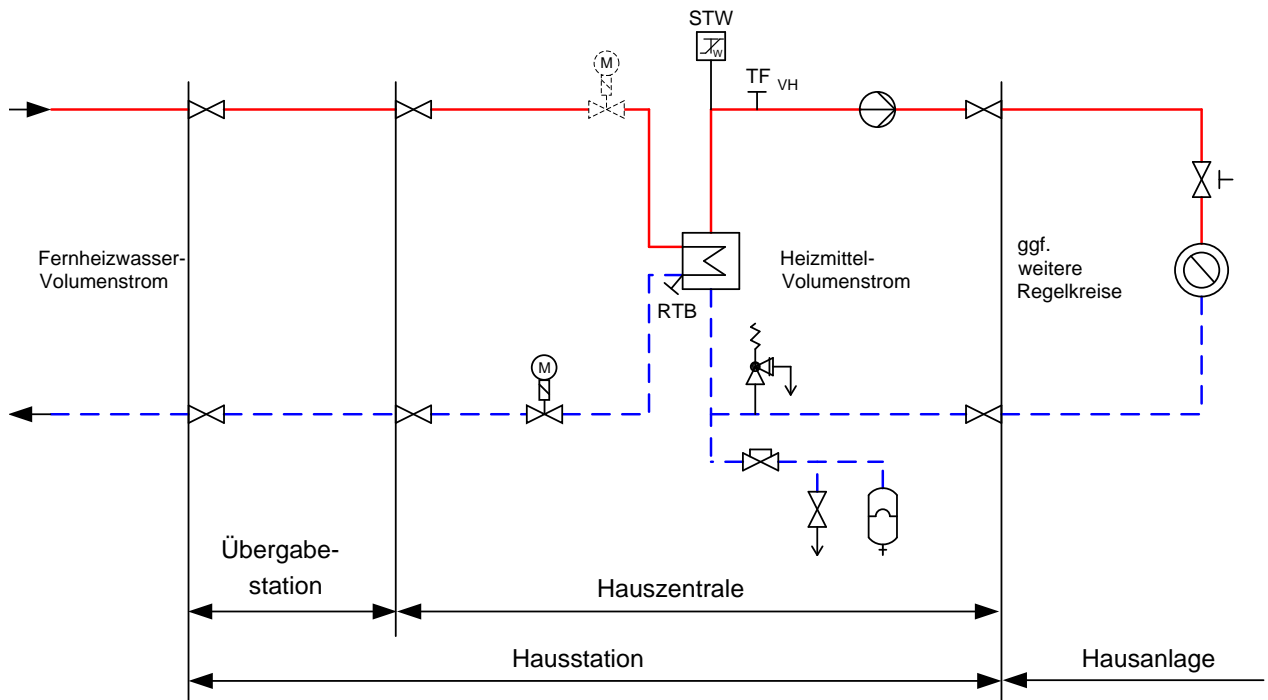 STW
W
M
TF VH
Fernheizwasser-
Volumenstrom
Heizmittel-
Volumenstrom
ggf.
weitere
Regelkreise
RTB
M
Übergabe-
station
Hauszentrale
Hausstation
Hausanlage